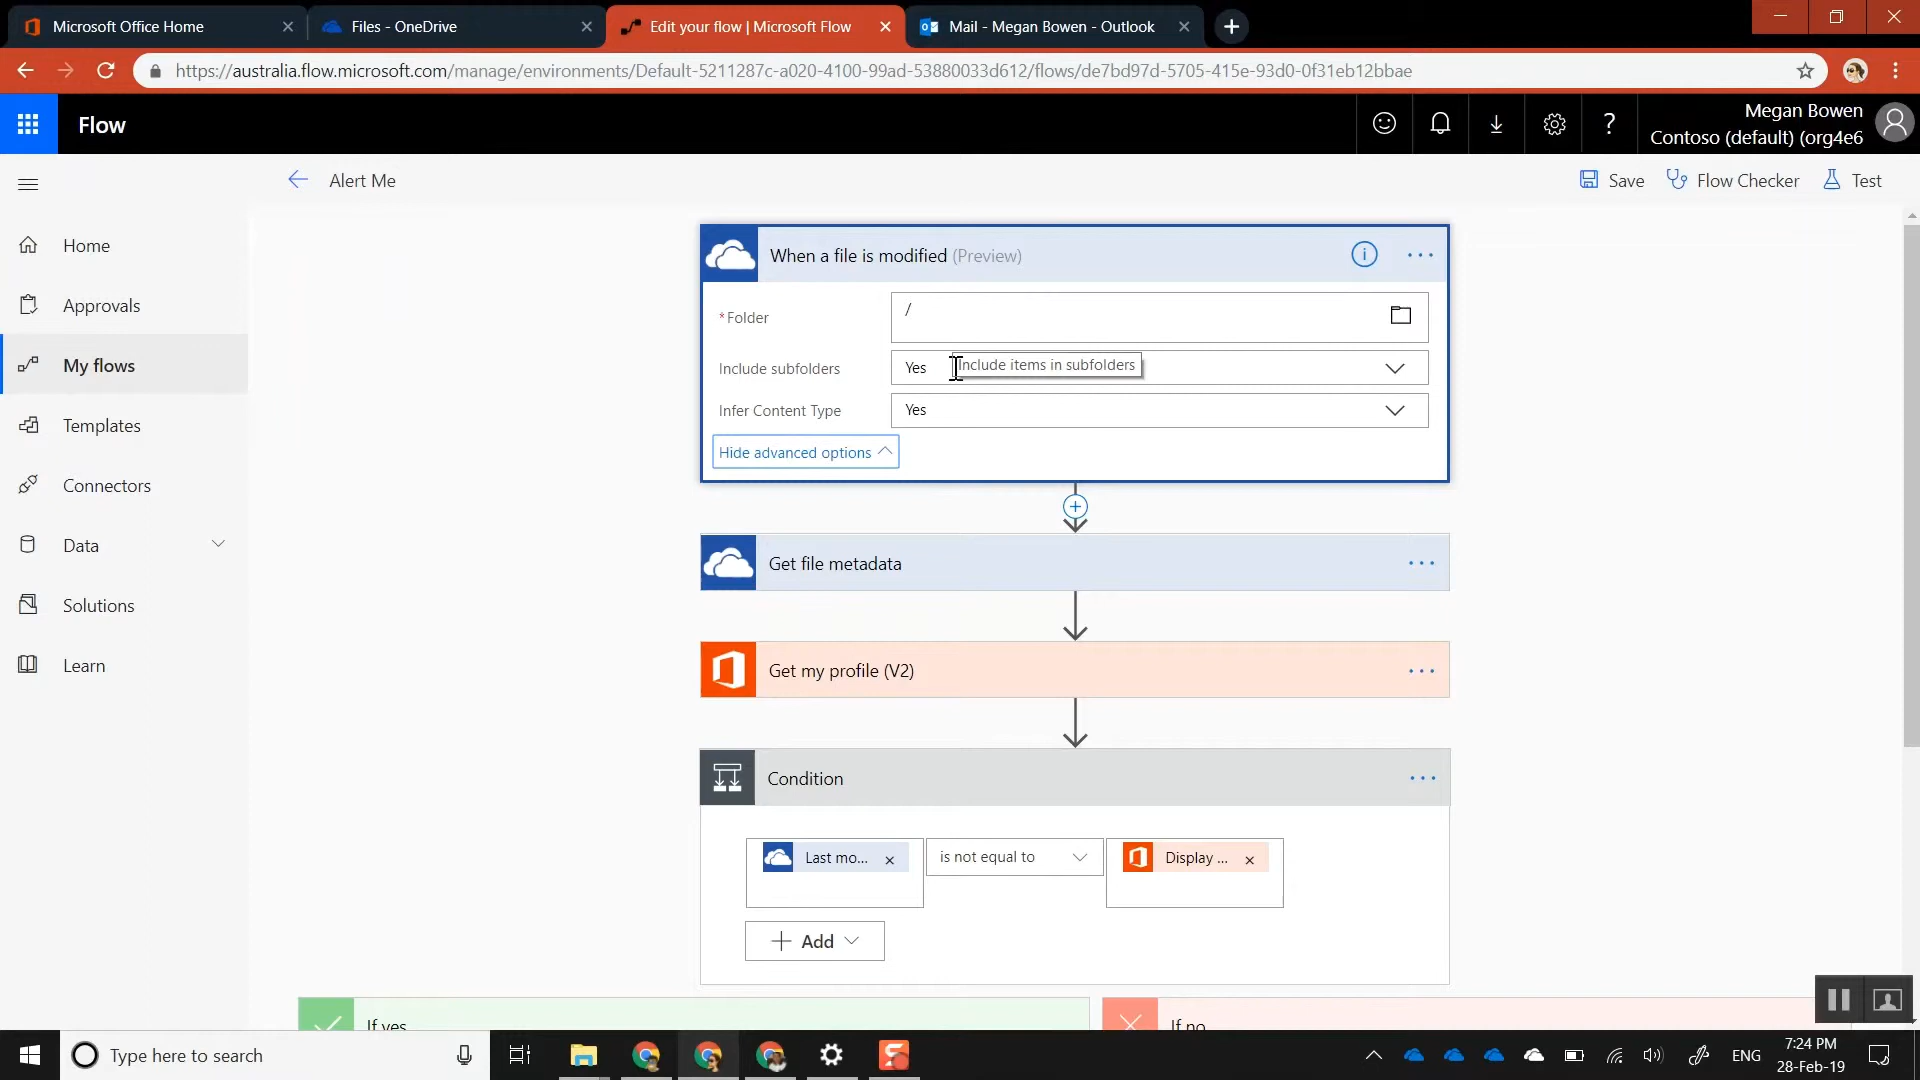 Microsoft Office Home
Files - OneDrive
Edit your flow | Microsoft Flow
Mail - Megan Bowen - Outlook
https://australia.flow.microsoft.com/manage/environments/Default-5211287c-a020-4100-99ad-53880033d612/flows/de7bd97d-5705-415e-93d0-0f31eb12bbae
Flow
Megan Bowen
Contoso (default) (org4e6
Alert Me
Save
Flow Checker
Test
Home
Approvals
My flows
Templates
Connectors
Data
Solutions
Learn
When a file is modified (Preview)
*Folder
/
Include subfolders
Yes
Include items in subfolders
Infer Content Type
Yes
Hide advanced options
Get file metadata
Get my profile (V2)
Condition
Last mo...
is not equal to
Display ...
Add
If yes
If no
Type here to search
ENG
7:24 PM
28-Feb-19